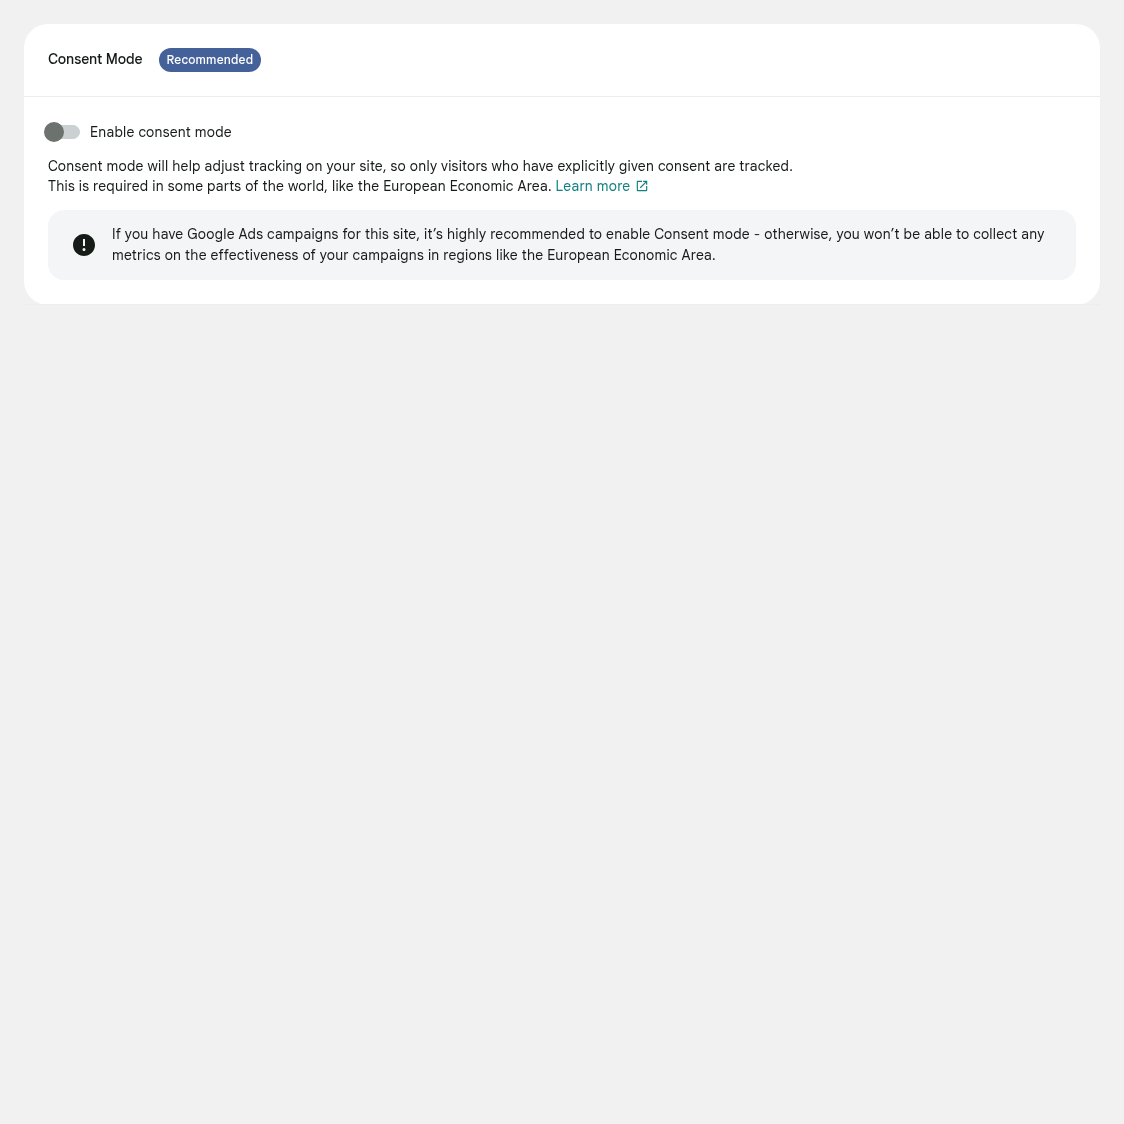 Consent Mode
Recommended
Enable consent mode
Consent mode will help adjust tracking on your site, so only visitors who have explicitly given consent are tracked.
This is required in some parts of the world, like the European Economic Area. Learn more
If you have Google Ads campaigns for this site, it’s highly recommended to enable Consent mode - otherwise, you won’t be able to collect any
metrics on the effectiveness of your campaigns in regions like the European Economic Area.